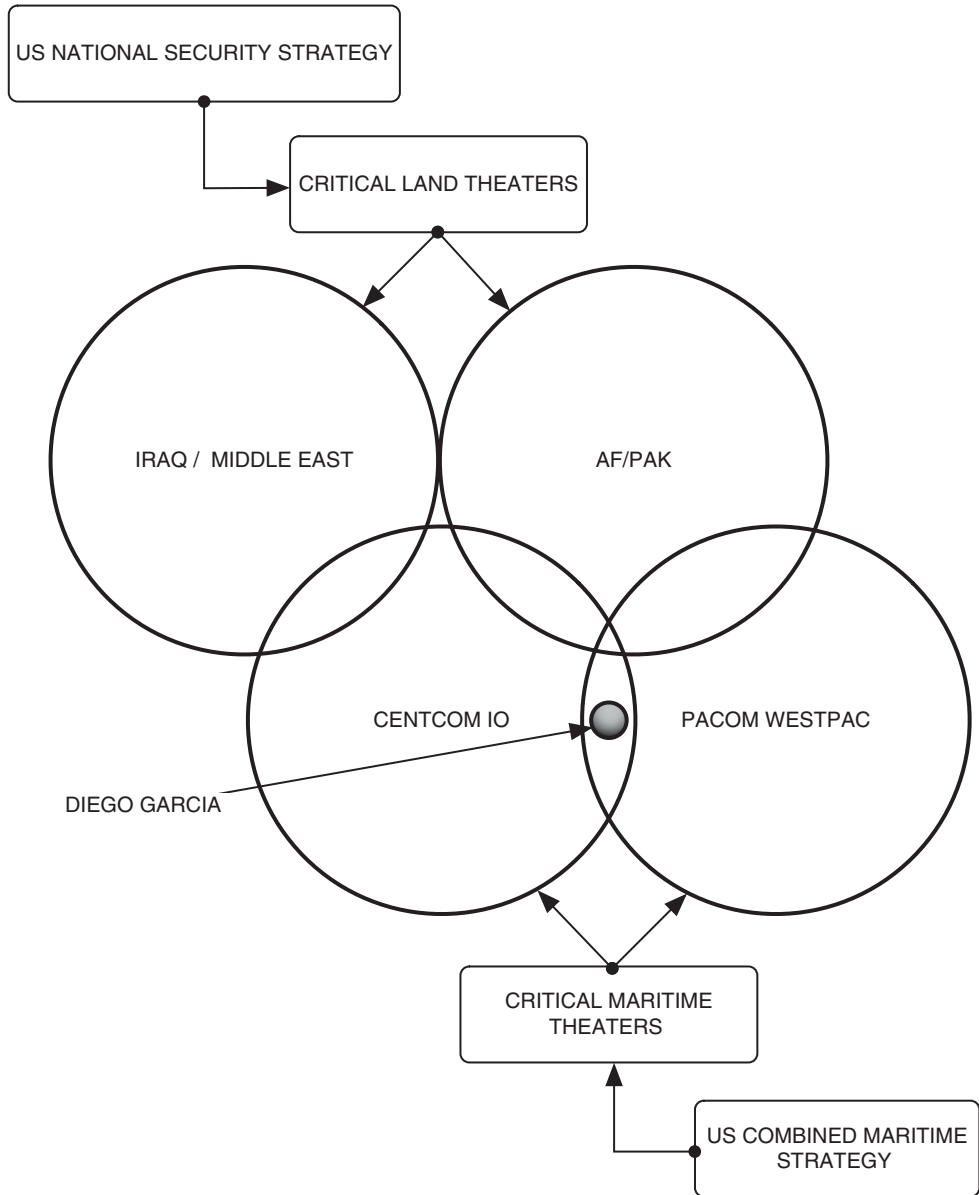 US NATIONAL SECURITY STRATEGY
CRITICAL LAND THEATERS
IRAQ / MIDDLE EAST
AF/PAK
CENTCOM IO
PACOM WESTPAC
DIEGO GARCIA
CRITICAL MARITIME
THEATERS
US COMBINED MARITIME
STRATEGY